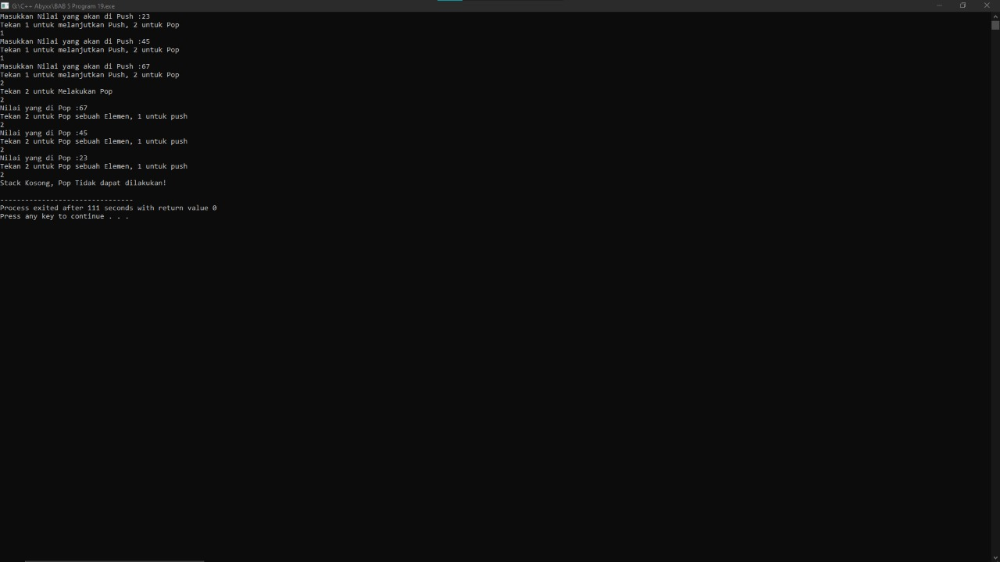 G:\C++ Abyxx\BAB 5 Program 19.exe
Masukkan Nilai yang akan di Push :23
Tekan 1 untuk melanjutkan Push, 2 untuk Pop
1
Masukkan Nilai yang akan di Push :45
Tekan 1 untuk melanjutkan Push, 2 untuk Pop
1
Masukkan Nilai yang akan di Push :67
Tekan 1 untuk melanjutkan Push, 2 untuk Pop
2
Tekan 2 untuk Melakukan Pop
2
Nilai yang di Pop :67
Tekan 2 untuk Pop sebuah Elemen, 1 untuk push
2
Nilai yang di Pop :45
Tekan 2 untuk Pop sebuah Elemen, 1 untuk push
2
Nilai yang di Pop :23
Tekan 2 untuk Pop sebuah Elemen, 1 untuk push
2
Stack Kosong, Pop Tidak dapat dilakukan!
--------------------------------
Process exited after 111 seconds with return value 0
Press any key to continue . . .